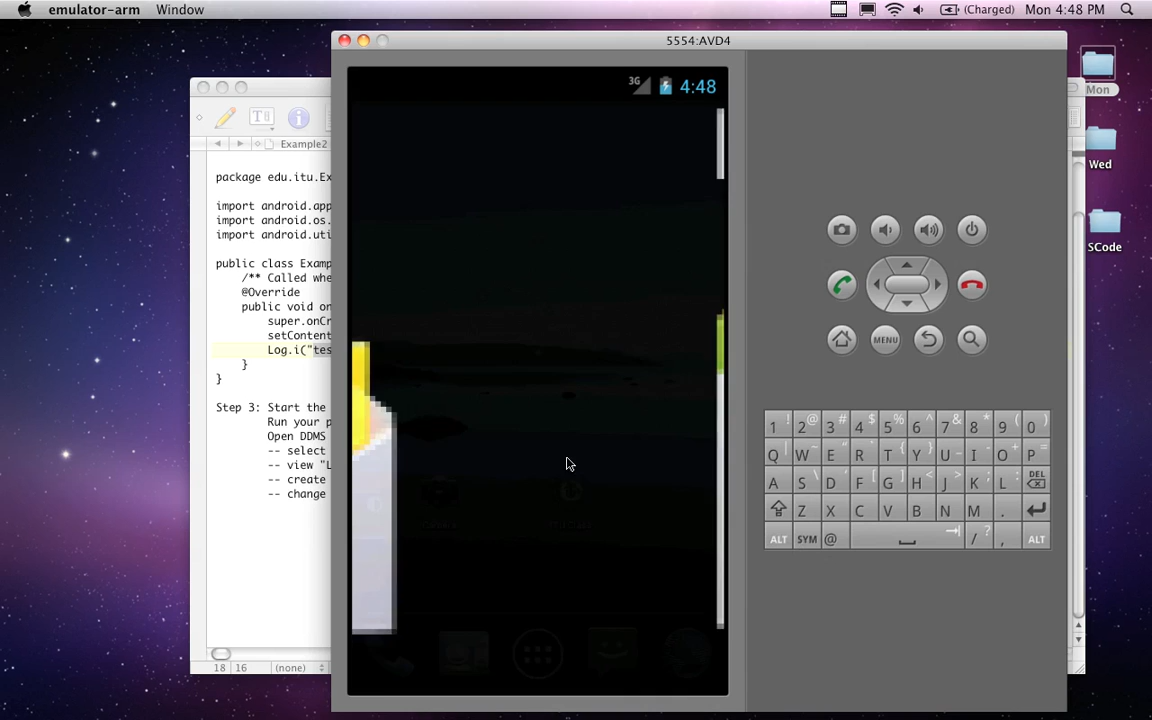 emulator-arm Window (Charged) Mon 4:48 PM
5554:AVD4
3G 4:48
Mon
Wed
SCode
Example2
package edu.itu.Ex
import android.app
import android.os.
import android.uti
public class Examp
/** Called whe
@Override
public void on
super.onCr
setContent
Log.i("tes
}
}
Step 3: Start the
Run your p
Open DDMS
-- select
-- view "L
-- create
-- change
18 16 (none)
MENU
1 ! 2 @ 3 # 4 $ 5 % 6 ^ 7 & 8 * 9 ( 0 )
Q W ~ E R T { Y } U - I O + P =
A S \ D F [ G ] H < J > K ; L : DEL
Z X C V B N M .
ALT SYM @ / ? , ALT